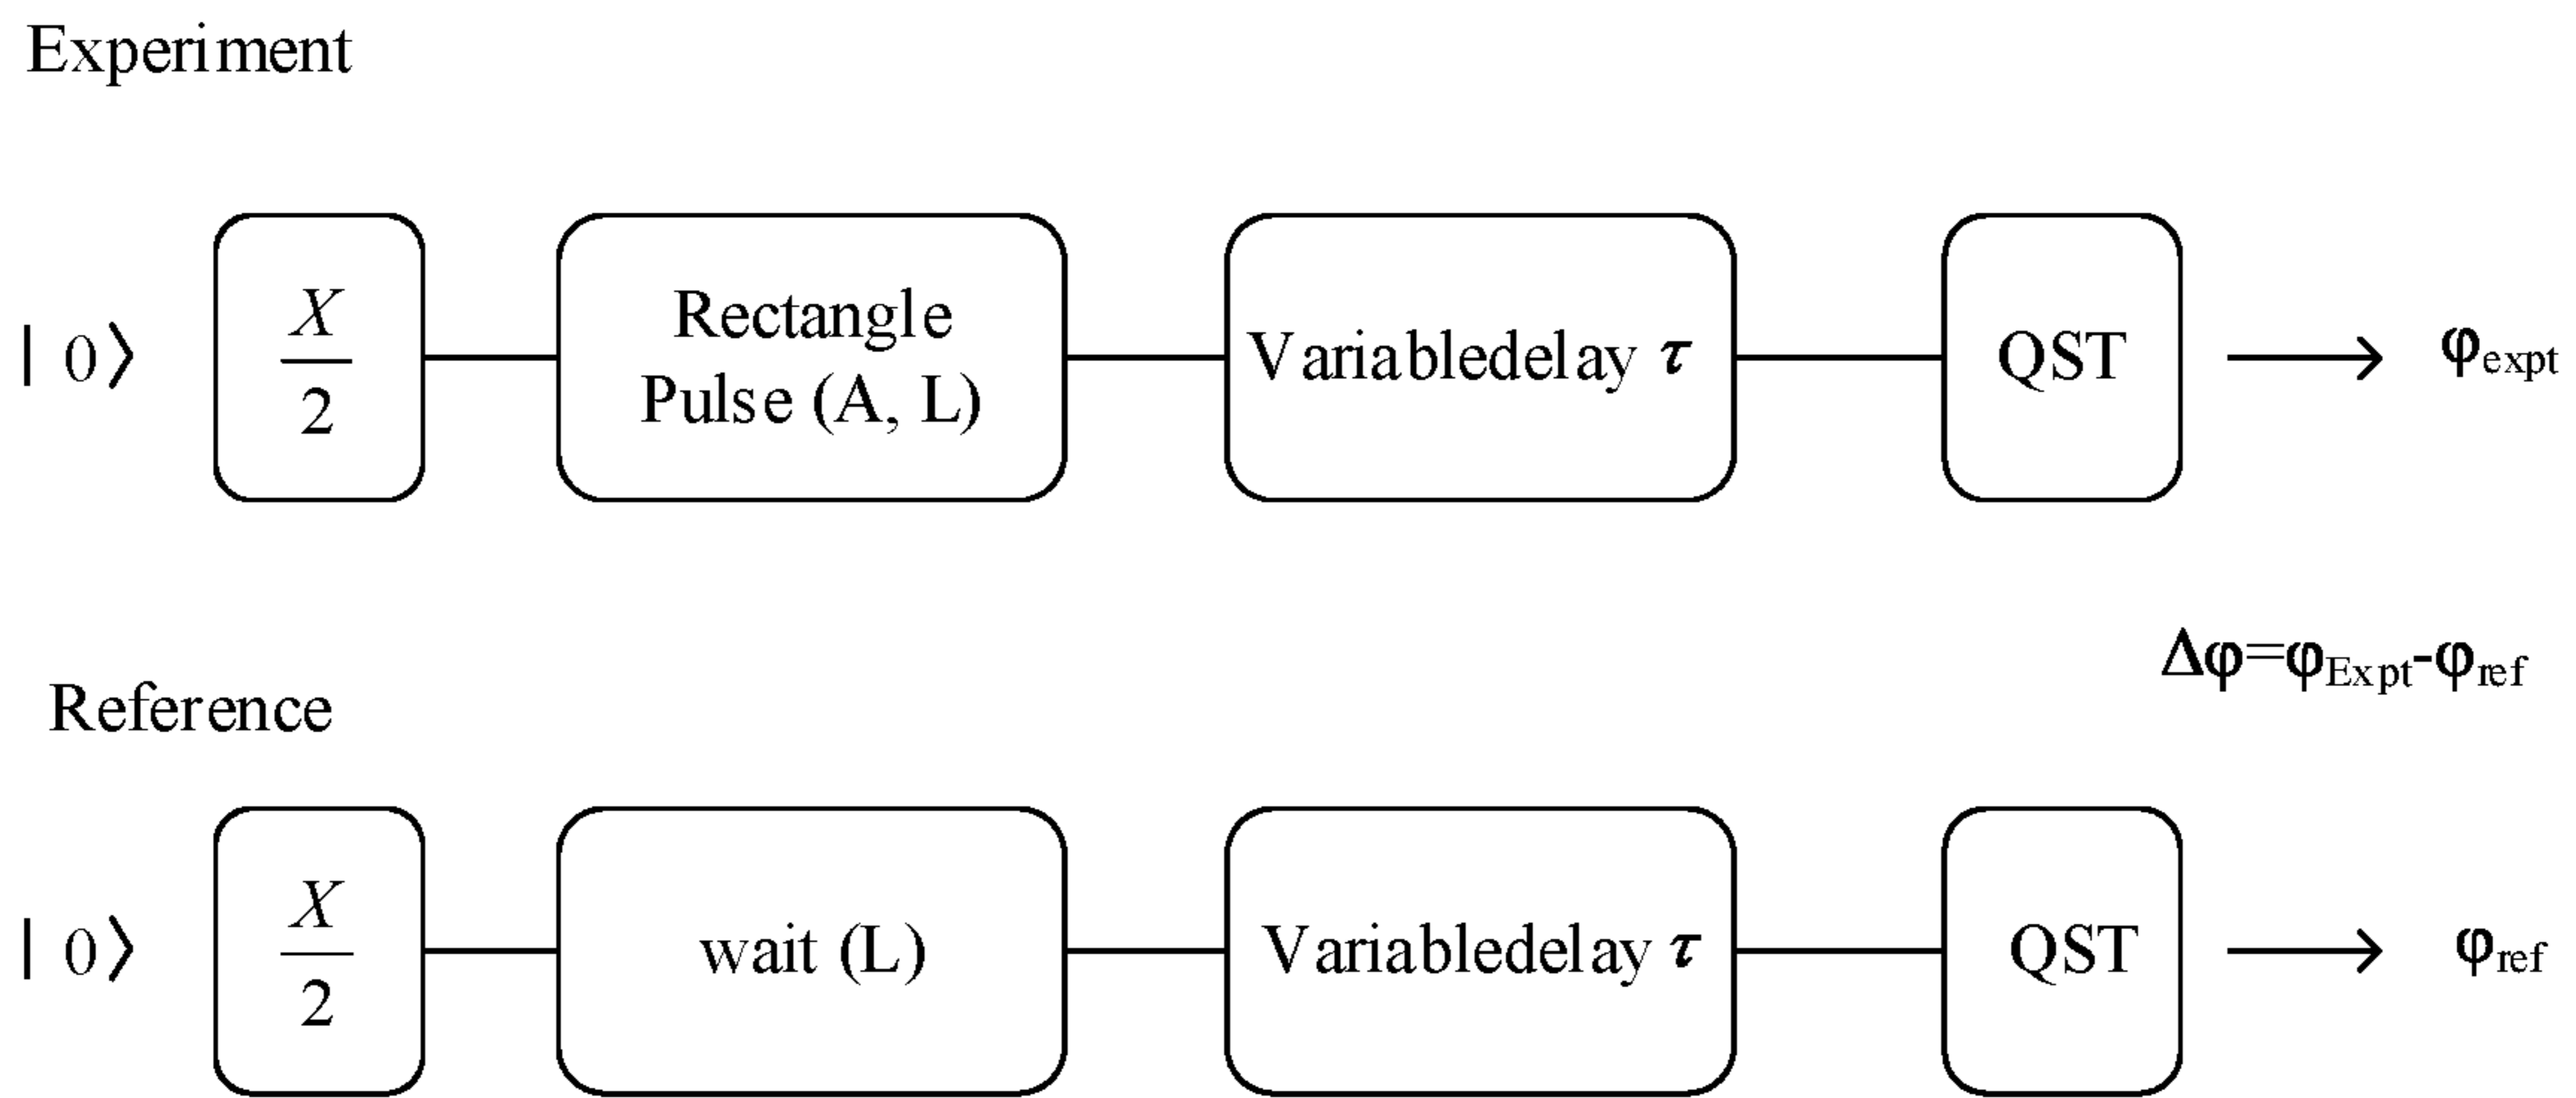 Experiment
| 0⟩
X
2
Rectangle
Pulse (A, L)
Variabledelay τ
QST
φexpt
Δφ=φExpt-φref
Reference
| 0⟩
X
2
wait (L)
Variabledelay τ
QST
φref